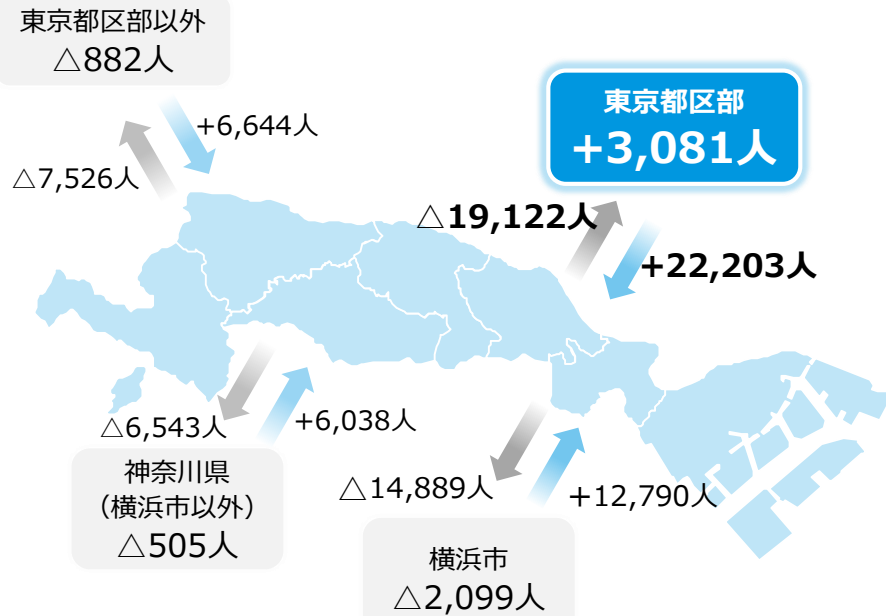 東京都区部以外
△882人
+6,644人
△7,526人
東京都区部
+3,081人
△19,122人
+22,203人
△6,543人
+6,038人
神奈川県
（横浜市以外）
△505人
△14,889人
+12,790人
横浜市
△2,099人